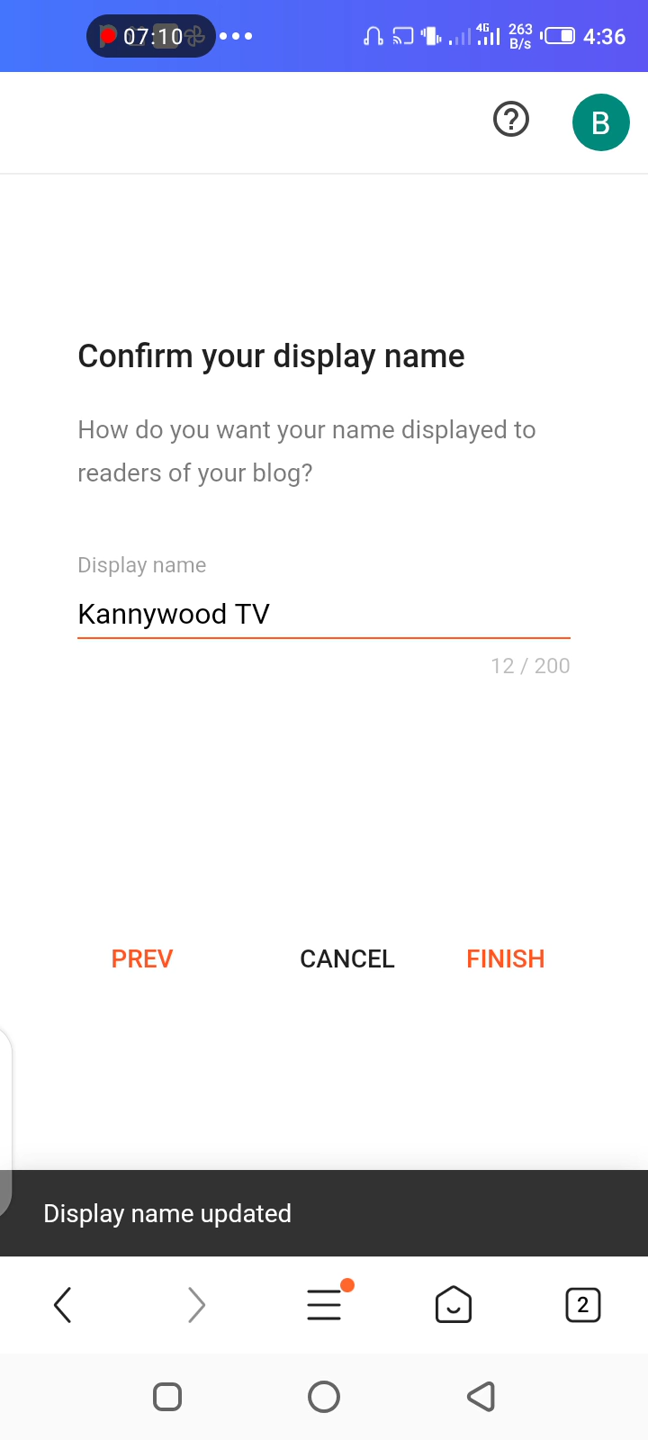 07:10
4G
263
B/s
4:36
B
Confirm your display name
How do you want your name displayed to
readers of your blog?
Display name
Kannywood TV
12 / 200
PREV CANCEL FINISH
Display name updated
2